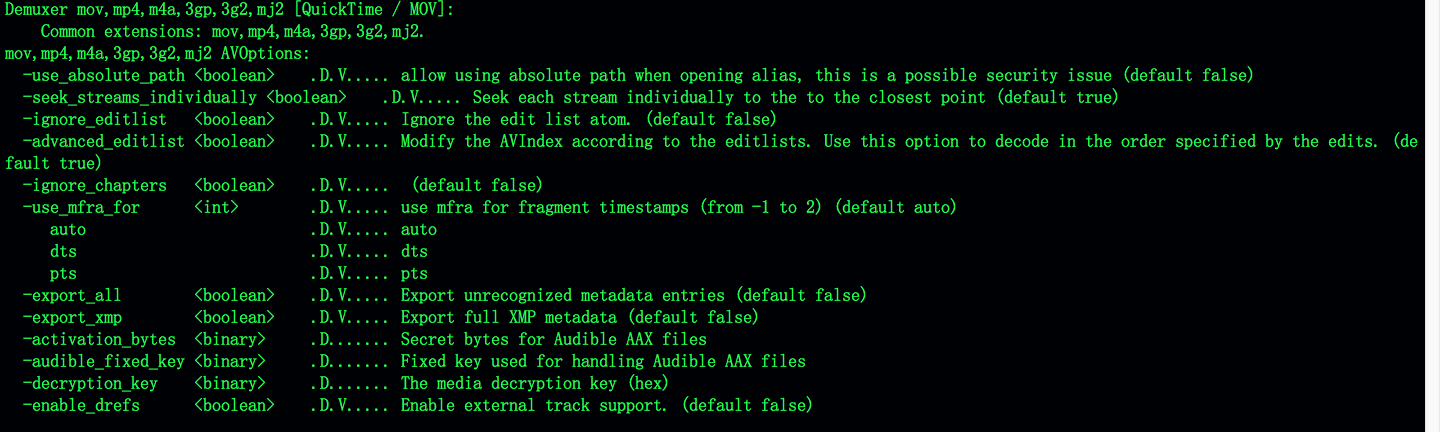 Demuxer mov,mp4,m4a,3gp,3g2,mj2 [QuickTime / MOV]:
    Common extensions: mov,mp4,m4a,3gp,3g2,mj2.
mov,mp4,m4a,3gp,3g2,mj2 AVOptions:
  -use_absolute_path <boolean>    .D.V..... allow using absolute path when opening alias, this is a possible security issue (default false)
  -seek_streams_individually <boolean>    .D.V..... Seek each stream individually to the to the closest point (default true)
  -ignore_editlist   <boolean>    .D.V..... Ignore the edit list atom. (default false)
  -advanced_editlist <boolean>    .D.V..... Modify the AVIndex according to the editlists. Use this option to decode in the order specified by the edits. (de
fault true)
  -ignore_chapters   <boolean>    .D.V.....  (default false)
  -use_mfra_for      <int>        .D.V..... use mfra for fragment timestamps (from -1 to 2) (default auto)
     auto                         .D.V..... auto
     dts                          .D.V..... dts
     pts                          .D.V..... pts
  -export_all        <boolean>    .D.V..... Export unrecognized metadata entries (default false)
  -export_xmp        <boolean>    .D.V..... Export full XMP metadata (default false)
  -activation_bytes  <binary>     .D....... Secret bytes for Audible AAX files
  -audible_fixed_key <binary>     .D....... Fixed key used for handling Audible AAX files
  -decryption_key    <binary>     .D....... The media decryption key (hex)
  -enable_drefs      <boolean>    .D.V..... Enable external track support. (default false)